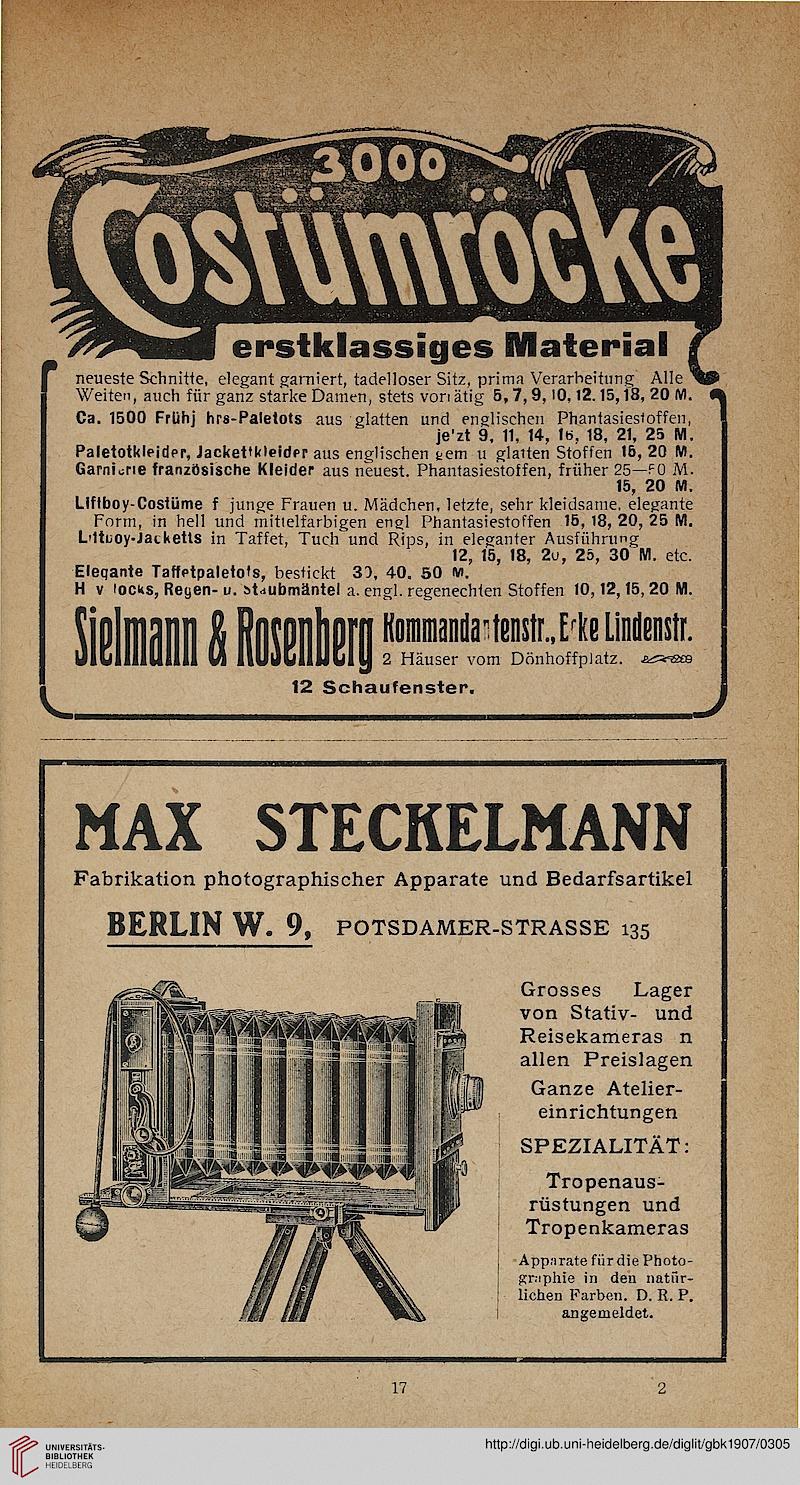 3000
Costümröcke
erstklassiges Material
neueste Schnitte, elegant garniert, tadelloser Sitz, prima Verarbeitung Alle
Weiten, auch für ganz starke Damen, stets vorrätig 5, 7, 9, 10, 12. 15, 18, 20 M.
Ca. 1500 Frühj hrs-Paletots aus glatten und englischen Phantasiestoffen,
je'zt 9, 11, 14, 16, 18, 21, 25 M.
Paletotkleider, Jackettkleider aus englischen gem u glatten Stoffen 15, 20 M.
Garnierie französische Kleider aus neuest. Phantasiestoffen, früher 25—50 M.
15, 20 M.
Liftboy-Costüme f junge Frauen u. Mädchen, letzte, sehr kleidsame, elegante
Form, in hell und mittelfarbigen engl Phantasiestoffen 15, 18, 20, 25 M.
Liftboy-Jacketts in Taffet, Tuch und Rips, in eleganter Ausführung
12, 15, 18, 20, 25, 30 M. etc.
Elegante Taffetpaletots, bestickt 30, 40. 50 M.
H v locks, Regen- u. Staubmäntel a. engl. regenechten Stoffen 10, 12, 15, 20 M.
Sielmann & Rosenberg Kommandantenstr., Ecke Lindenstr.
2 Häuser vom Dönhoffplatz.
12 Schaufenster.
MAX STECKELMANN
Fabrikation photographischer Apparate und Bedarfsartikel
BERLIN W. 9, POTSDAMER-STRASSE 135
Grosses Lager
von Stativ- und
Reisekameras n
allen Preislagen
Ganze Atelier-
einrichtungen
SPEZIALITÄT:
Tropenaus-
rüstungen und
Tropenkameras
Apparate für die Photo-
graphie in den natür-
lichen Farben. D. R. P.
angemeldet.
17
2
UNIVERSITÄTS-
BIBLIOTHEK
HEIDELBERG
http://digi.ub.uni-heidelberg.de/diglit/gbk1907/0305